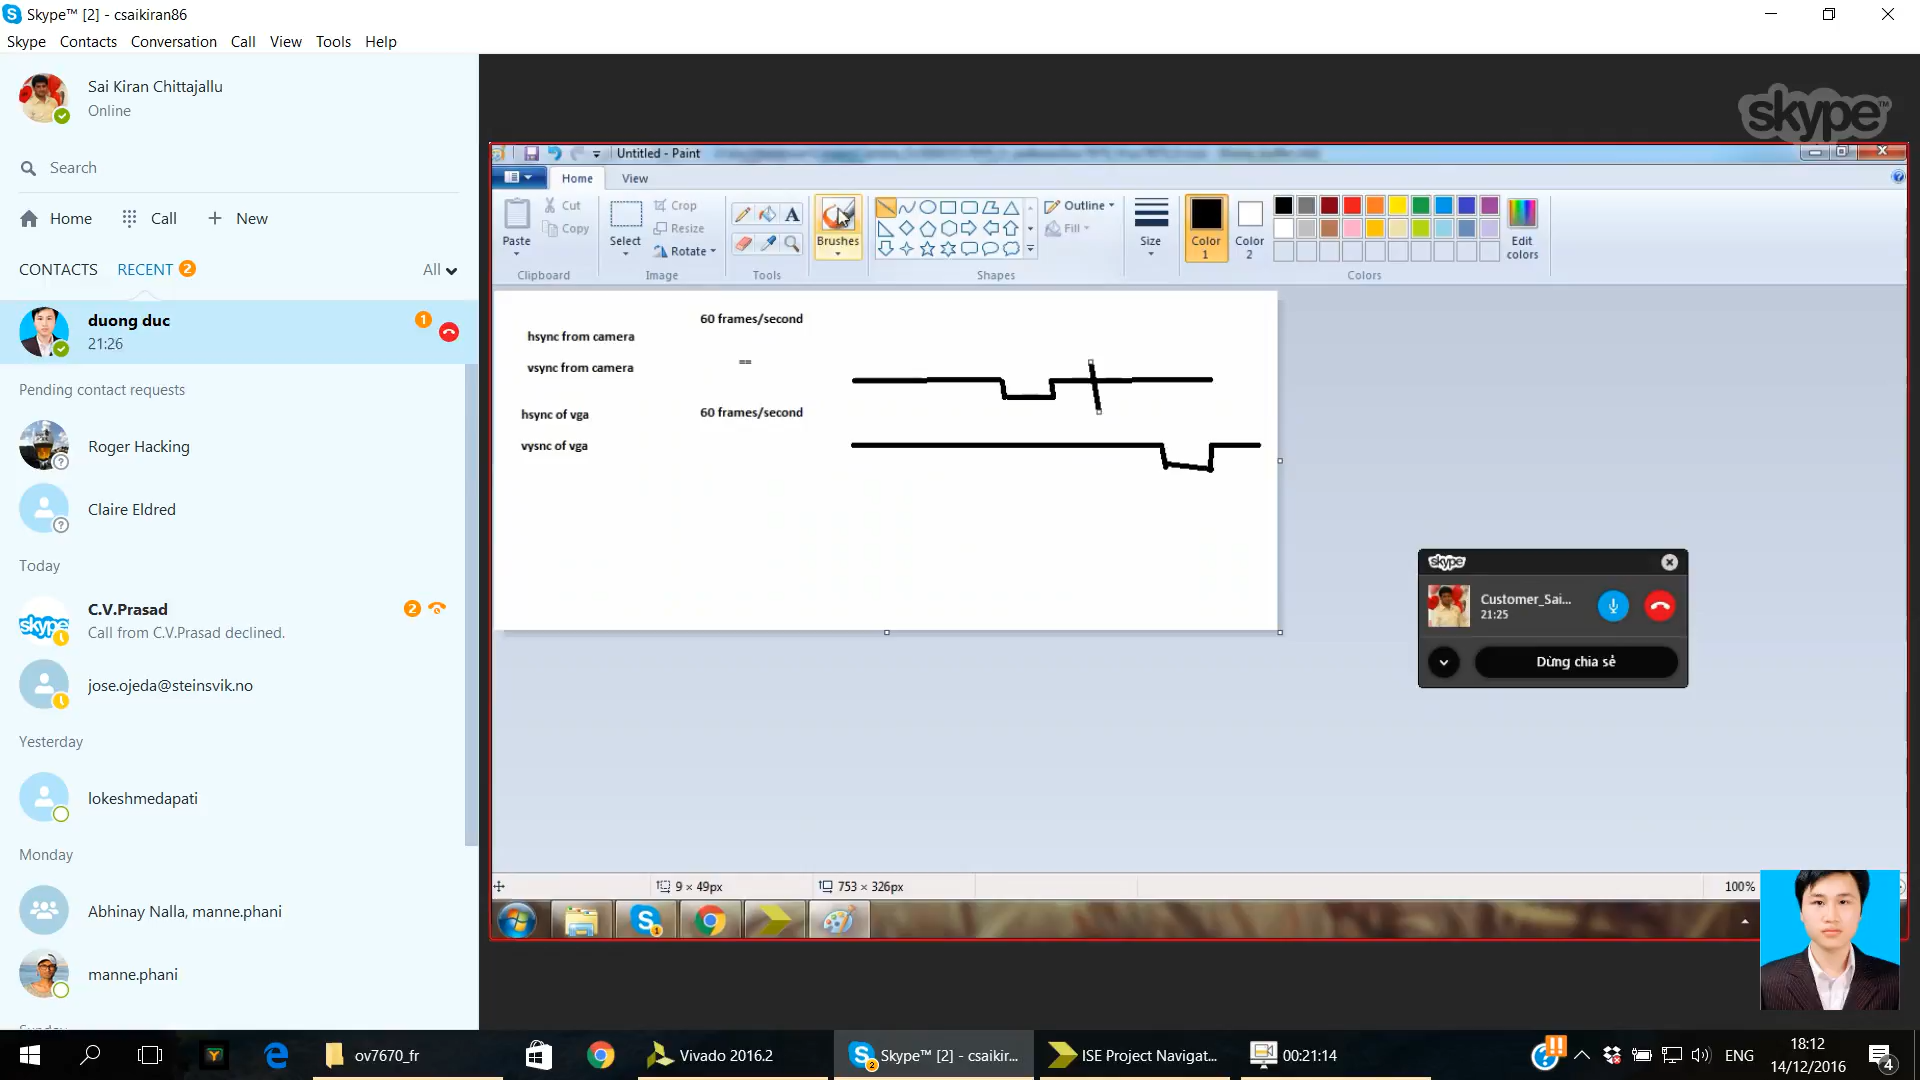 Skype™ [2] - csaikiran86
Skype Contacts Conversation Call View Tools Help
Sai Kiran Chittajallu
Online
Search
Home Call New
CONTACTS RECENT 2 All
duong duc 1
21:26
Pending contact requests
Roger Hacking
Claire Eldred
Today
C.V.Prasad 2
Call from C.V.Prasad declined.
jose.ojeda@steinsvik.no
Yesterday
lokeshmedapati
Monday
Abhinay Nalla, manne.phani
manne.phani
skype™
Untitled - Paint
Home View
Paste Cut Copy
Clipboard
Select Crop Resize Rotate
Image
A
Tools
Brushes
Outline
Fill
Shapes
Size
Color 1
Color 2
Edit colors
Colors
60 frames/second
hsync from camera
vsync from camera ==
hsync of vga 60 frames/second
vysnc of vga
skype
Customer_Sai...
21:25
Dừng chia sẻ
9 × 49px 753 × 326px 100%
ov7670_fr Vivado 2016.2 Skype™ [2] - csaikir... ISE Project Navigat... 00:21:14 ENG
18:12
14/12/2016
4